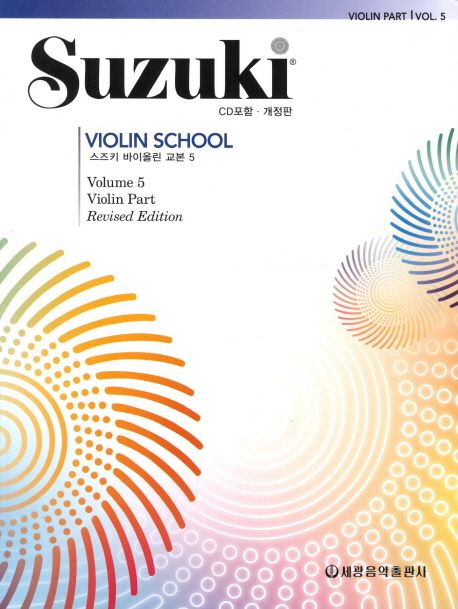 VIOLIN PART | VOL. 5
Suzuki®
CD포함 · 개정판
VIOLIN SCHOOL
스즈키 바이올린 교본 5
Volume 5
Violin Part
Revised Edition
세광음악출판사